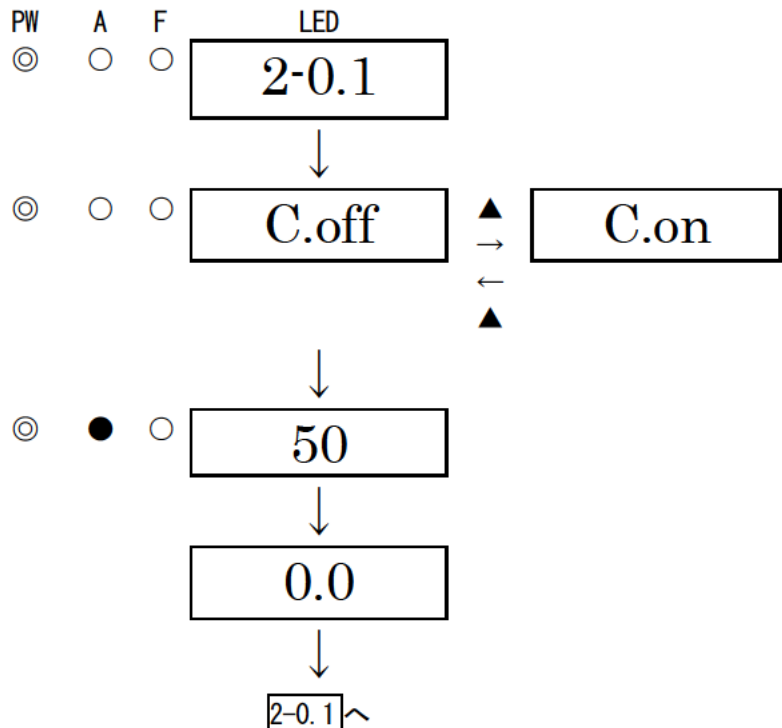 PW A F LED
◎ ○ ○ 2-0.1
↓
◎ ○ ○ C.off ▲ C.on
→
←
▲
↓
◎ ● ○ 50
↓
0.0
↓
2-0.1へ